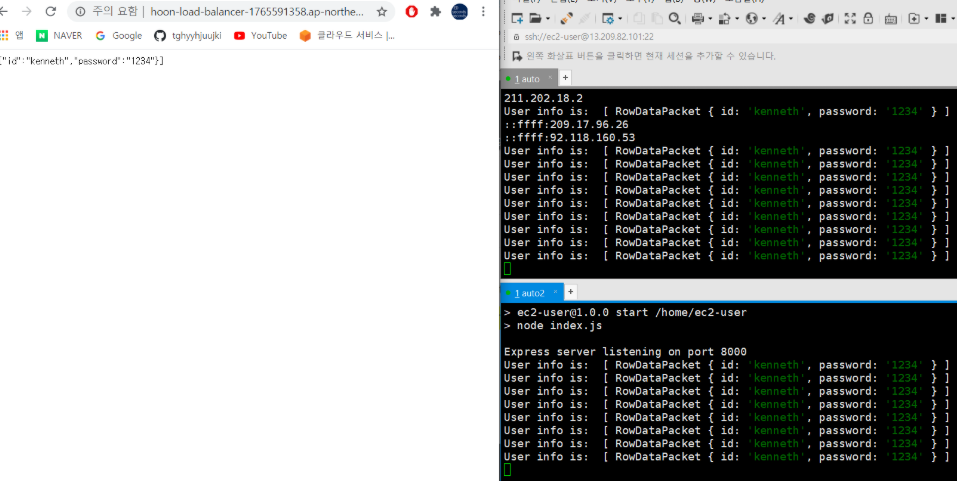 주의 요함 | hoon-load-balancer-1765591358.ap-northe...
앱 NAVER Google tghyyhjuujki YouTube 클라우드 서비스 |...
"id":"kenneth","password":"1234"}]
ssh://ec2-user@13.209.82.101:22
왼쪽 화살표 버튼을 클릭하면 현재 세션을 추가할 수 있습니다.
1 auto × +
211.202.18.2
User info is:  [ RowDataPacket { id: 'kenneth', password: '1234' } ]
::ffff:209.17.96.26
::ffff:92.118.160.53
User info is:  [ RowDataPacket { id: 'kenneth', password: '1234' } ]
User info is:  [ RowDataPacket { id: 'kenneth', password: '1234' } ]
User info is:  [ RowDataPacket { id: 'kenneth', password: '1234' } ]
User info is:  [ RowDataPacket { id: 'kenneth', password: '1234' } ]
User info is:  [ RowDataPacket { id: 'kenneth', password: '1234' } ]
User info is:  [ RowDataPacket { id: 'kenneth', password: '1234' } ]
User info is:  [ RowDataPacket { id: 'kenneth', password: '1234' } ]
User info is:  [ RowDataPacket { id: 'kenneth', password: '1234' } ]
User info is:  [ RowDataPacket { id: 'kenneth', password: '1234' } ]
1 auto2 × +
> ec2-user@1.0.0 start /home/ec2-user
> node index.js
Express server listening on port 8000
User info is:  [ RowDataPacket { id: 'kenneth', password: '1234' } ]
User info is:  [ RowDataPacket { id: 'kenneth', password: '1234' } ]
User info is:  [ RowDataPacket { id: 'kenneth', password: '1234' } ]
User info is:  [ RowDataPacket { id: 'kenneth', password: '1234' } ]
User info is:  [ RowDataPacket { id: 'kenneth', password: '1234' } ]
User info is:  [ RowDataPacket { id: 'kenneth', password: '1234' } ]
User info is:  [ RowDataPacket { id: 'kenneth', password: '1234' } ]
User info is:  [ RowDataPacket { id: 'kenneth', password: '1234' } ]